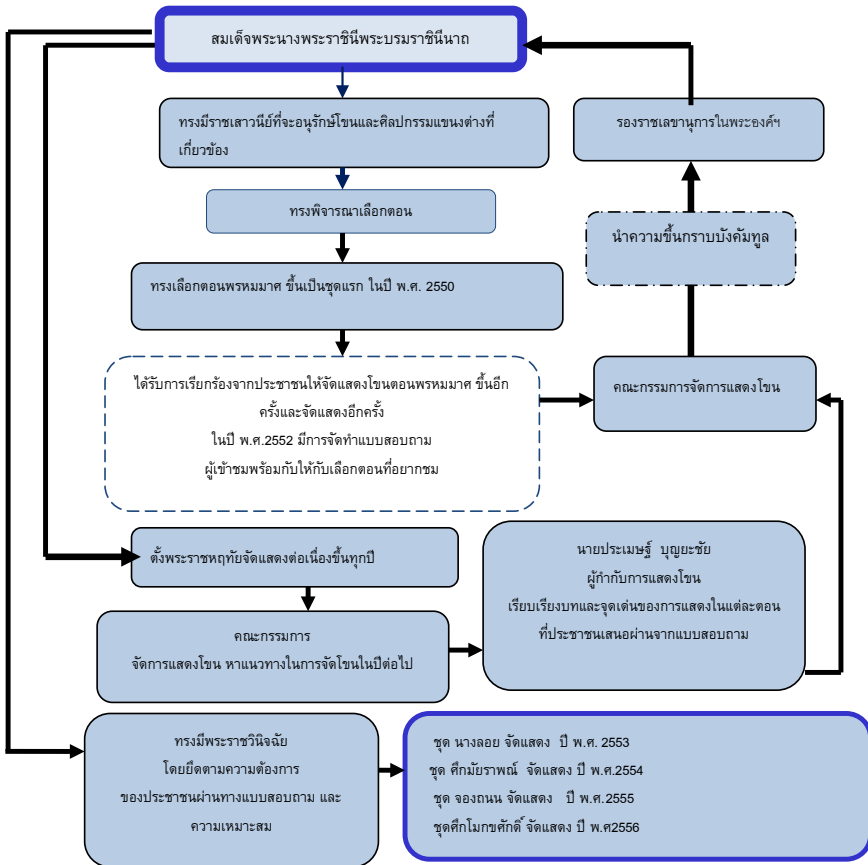 สมเด็จพระนางพระราชินีพระบรมราชินีนาถ
ทรงมีราชเสาวนีย์ที่จะอนุรักษ์โขนและศิลปกรรมแขนงต่างที่
เกี่ยวข้อง
รองราชเลขานุการในพระองค์ฯ
ทรงพิจารณาเลือกตอน
นำความขึ้นกราบบังคัมทูล
ทรงเลือกตอนพรหมมาศ ขึ้นเป็นชุดแรก ในปี พ.ศ. 2550
ได้รับการเรียกร้องจากประชาชนให้จัดแสดงโขนตอนพรหมมาศ ขึ้นอีก
ครั้งและจัดแสดงอีกครั้ง
ในปี พ.ศ.2552 มีการจัดทำแบบสอบถาม
ผู้เข้าชมพร้อมกับให้กับเลือกตอนที่อยากชม
คณะกรรมการจัดการแสดงโขน
ตั้งพระราชหฤทัยจัดแสดงต่อเนื่องขึ้นทุกปี
นายประเมษฐ์ บุญยะชัย
ผู้กำกับการแสดงโขน
เรียบเรียงบทและจุดเด่นของการแสดงในแต่ละตอน
ที่ประชาชนเสนอผ่านจากแบบสอบถาม
คณะกรรมการ
จัดการแสดงโขน หาแนวทางในการจัดโขนในปีต่อไป
ทรงมีพระราชวินิจฉัย
โดยยึดตามความต้องการ
ของประชาชนผ่านทางแบบสอบถาม และ
ความเหมาะสม
ชุด นางลอย จัดแสดง ปี พ.ศ. 2553
ชุด ศึกมัยราพณ์ จัดแสดง ปี พ.ศ.2554
ชุด จองถนน จัดแสดง ปี พ.ศ.2555
ชุดศึกโมกขศักดิ์ จัดแสดง ปี พ.ศ2556